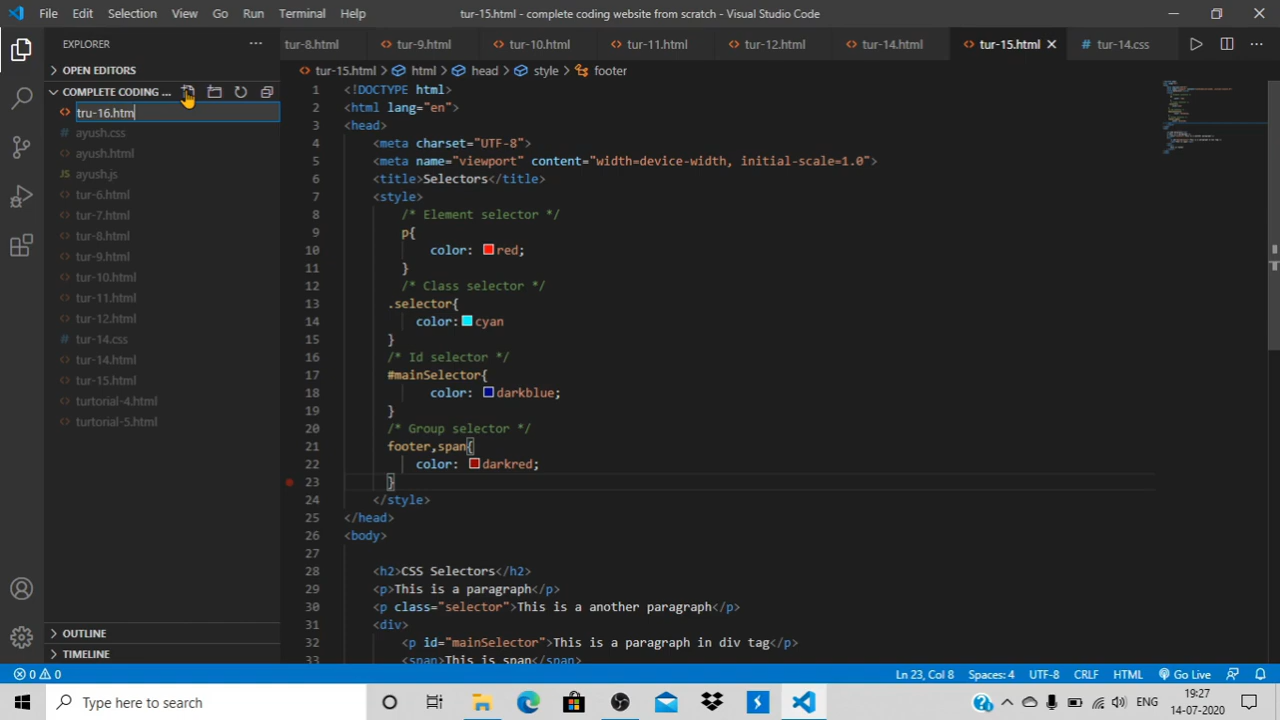 File Edit Selection View Go Run Terminal Help
tur-15.html - complete coding website from scratch - Visual Studio Code
EXPLORER
tur-8.html tur-9.html tur-10.html tur-11.html tur-12.html tur-14.html tur-15.html tur-14.css
OPEN EDITORS
tur-15.html > html > head > style > footer
COMPLETE CODING ...
tru-16.htm
ayush.css
ayush.html
ayush.js
tur-6.html
tur-7.html
tur-8.html
tur-9.html
tur-10.html
tur-11.html
tur-12.html
tur-14.css
tur-14.html
tur-15.html
turtorial-4.html
turtorial-5.html
OUTLINE
TIMELINE
1 <!DOCTYPE html>
2 <html lang="en">
3 <head>
4 <meta charset="UTF-8">
5 <meta name="viewport" content="width=device-width, initial-scale=1.0">
6 <title>Selectors</title>
7 <style>
8 /* Element selector */
9 p{
10 color: red;
11 }
12 /* Class selector */
13 .selector{
14 color: cyan
15 }
16 /* Id selector */
17 #mainSelector{
18 color: darkblue;
19 }
20 /* Group selector */
21 footer,span{
22 color: darkred;
23 }
24 </style>
25 </head>
26 <body>
27
28 <h2>CSS Selectors</h2>
29 <p>This is a paragraph</p>
30 <p class="selector">This is a another paragraph</p>
31 <div>
32 <p id="mainSelector">This is a paragraph in div tag</p>
33 <span>This is span</span>
0 0 Ln 23, Col 8 Spaces: 4 UTF-8 CRLF HTML Go Live
Type here to search
ENG
19:27
14-07-2020